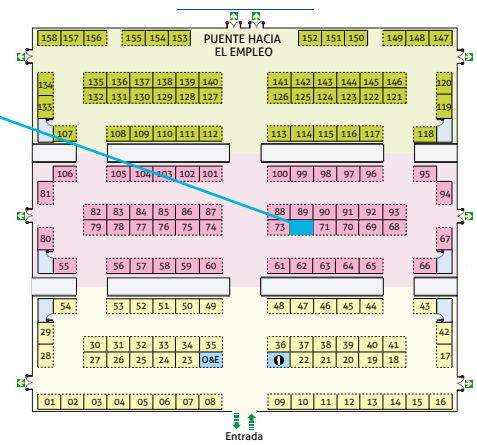 158 157 156 155 154 153 PUENTE HACIA 152 151 150 149 148 147
EL EMPLEO
134 135 136 137 138 139 140 141 142 143 144 145 146 120
133 132 131 130 129 128 127 126 125 124 123 122 121 119
107 108 109 110 111 112 113 114 115 116 117 118
106 105 104 103 102 101 100 99 98 97 96 95
81 94
82 83 84 85 86 87 88 89 90 91 92 93
79 78 77 76 75 74 73 71 70 69 68
80 67
55 56 57 58 59 60 61 62 63 64 65 66
54 53 52 51 50 49 48 47 46 45 44 43
29 42
30 31 32 33 34 35 36 37 38 39 40 41
28 27 26 25 24 23 O&E 22 21 20 19 18 17
01 02 03 04 05 06 07 08 09 10 11 12 13 14 15 16
Entrada